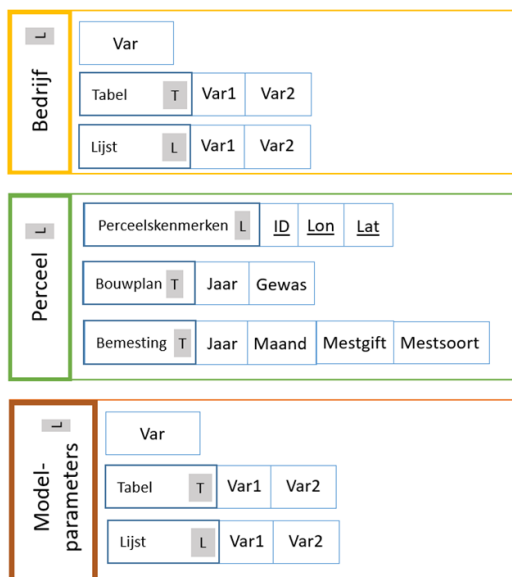 Bedrijf L
Var
Tabel T Var1 Var2
Lijst L Var1 Var2
Perceel L
Perceelskenmerken L ID Lon Lat
Bouwplan T Jaar Gewas
Bemesting T Jaar Maand Mestgift Mestsoort
Model-
parameters L
Var
Tabel T Var1 Var2
Lijst L Var1 Var2